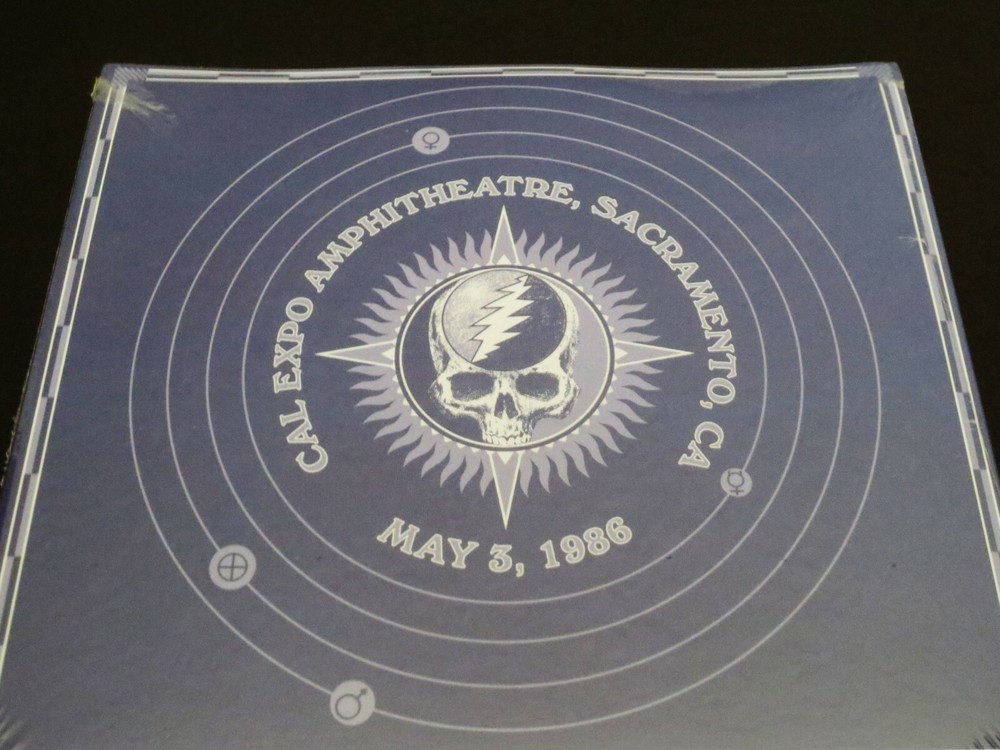 CAL EXPO AMPHITHEATRE, SACRAMENTO, CA
MAY 3, 1986